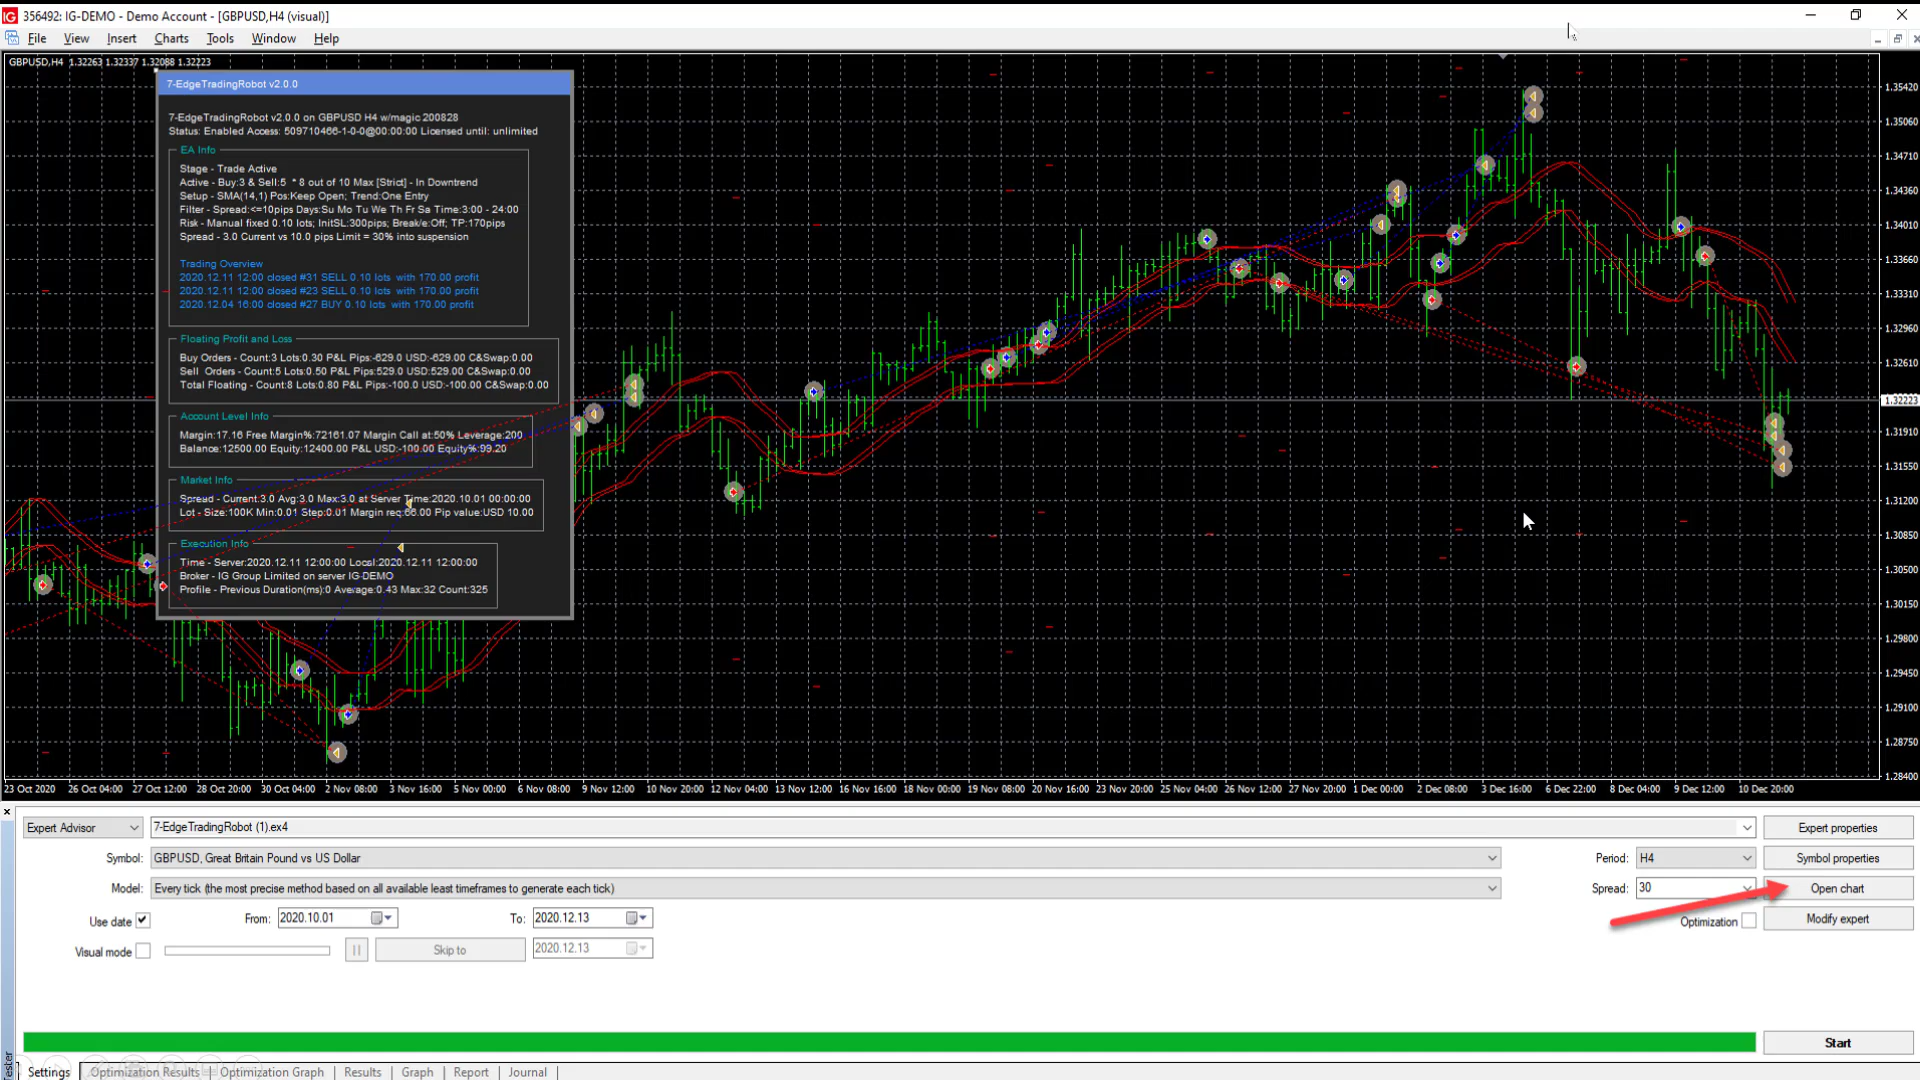 356492: IG-DEMO - Demo Account - [GBPUSD,H4 (visual)]
File View Insert Charts Tools Window Help
GBPUSD,H4 1.32263 1.32337 1.32088 1.32223
7-EdgeTradingRobot v2.0.0
7-EdgeTradingRobot v2.0.0 on GBPUSD H4 w/magic 200828
Status: Enabled Access: 509710466-1-0-0@00:00:00 Licensed until: unlimited
EA Info
Stage - Trade Active
Active - Buy:3 & Sell:5 * 8 out of 10 Max [Strict] - In Downtrend
Setup - SMA(14,1) Pos:Keep Open; Trend:One Entry
Filter - Spread:<=10pips Days:Su Mo Tu We Th Fr Sa Time:3:00 - 24:00
Risk - Manual fixed 0.10 lots; InitSL:300pips; Break/e:Off; TP:170pips
Spread - 3.0 Current vs 10.0 pips Limit = 30% into suspension
Trading Overview
2020.12.11 12:00 closed #31 SELL 0.10 lots with 170.00 profit
2020.12.11 12:00 closed #23 SELL 0.10 lots with 170.00 profit
2020.12.04 16:00 closed #27 BUY 0.10 lots with 170.00 profit
Floating Profit and Loss
Buy Orders - Count:3 Lots:0.30 P&L Pips:-629.0 USD:-629.00 C&Swap:0.00
Sell Orders - Count:5 Lots:0.50 P&L Pips:529.0 USD:529.00 C&Swap:0.00
Total Floating - Count:8 Lots:0.80 P&L Pips:-100.0 USD:-100.00 C&Swap:0.00
Account Level Info
Margin:17.16 Free Margin%:72161.07 Margin Call at:50% Leverage:200
Balance:12500.00 Equity:12400.00 P&L USD:-100.00 Equity%:99.20
Market Info
Spread - Current:3.0 Avg:3.0 Max:3.0 at Server Time:2020.10.01 00:00:00
Lot - Size:100K Min:0.01 Step:0.01 Margin req:66.00 Pip value:USD 10.00
Execution Info
Time - Server:2020.12.11 12:00:00 Local:2020.12.11 12:00:00
Broker - IG Group Limited on server IG-DEMO
Profile - Previous Duration(ms):0 Average:0.43 Max:32 Count:325
1.35420
1.35065
1.34710
1.34360
1.34010
1.33660
1.33310
1.32960
1.32610
1.32223
1.31910
1.31550
1.31200
1.30850
1.30500
1.30150
1.29800
1.29450
1.29100
1.28750
1.28400
23 Oct 2020 26 Oct 04:00 27 Oct 12:00 28 Oct 20:00 30 Oct 04:00 2 Nov 08:00 3 Nov 16:00 5 Nov 00:00 6 Nov 08:00 9 Nov 12:00 10 Nov 20:00 12 Nov 04:00 13 Nov 12:00 16 Nov 16:00 18 Nov 00:00 19 Nov 08:00 20 Nov 16:00 23 Nov 20:00 25 Nov 04:00 26 Nov 12:00 27 Nov 20:00 1 Dec 00:00 2 Dec 08:00 3 Dec 16:00 6 Dec 22:00 8 Dec 04:00 9 Dec 12:00 10 Dec 20:00
Expert Advisor 7-EdgeTradingRobot (1).ex4 Expert properties
Symbol: GBPUSD, Great Britain Pound vs US Dollar Period: H4 Symbol properties
Model: Every tick (the most precise method based on all available least timeframes to generate each tick) Spread: 30 Open chart
Use date From: 2020.10.01 To: 2020.12.13 Optimization Modify expert
Visual mode Skip to 2020.12.13
Start
Settings Optimization Results Optimization Graph Results Graph Report Journal